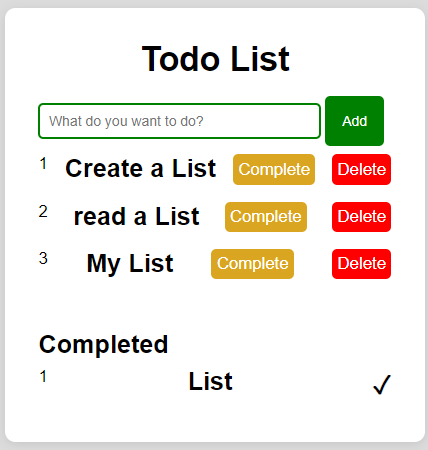 Todo List
What do you want to do? Add
1 Create a List Complete Delete
2 read a List Complete Delete
3 My List Complete Delete
Completed
1 List ✓